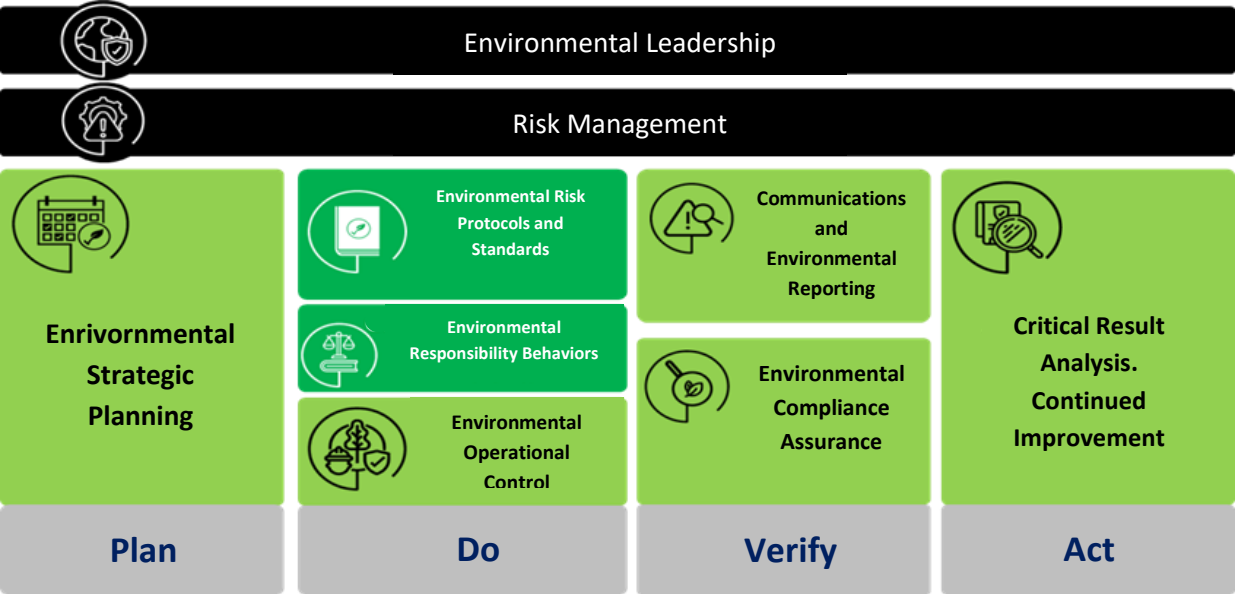 Environmental Leadership
Risk Management
Enrivornmental
Strategic
Planning
Environmental Risk
Protocols and
Standards
Environmental
Responsibility Behaviors
Environmental
Operational
Control
Communications
and
Environmental
Reporting
Environmental
Compliance
Assurance
Critical Result
Analysis.
Continued
Improvement
Plan
Do
Verify
Act